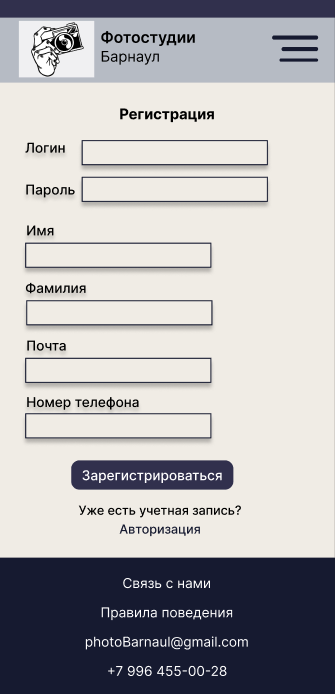 Фотостудии
Барнаул
Регистрация
Логин
Пароль
Имя
Фамилия
Почта
Номер телефона
Зарегистрироваться
Уже есть учетная запись?
Авторизация
Связь с нами
Правила поведения
photoBarnaul@gmail.com
+7 996 455-00-28